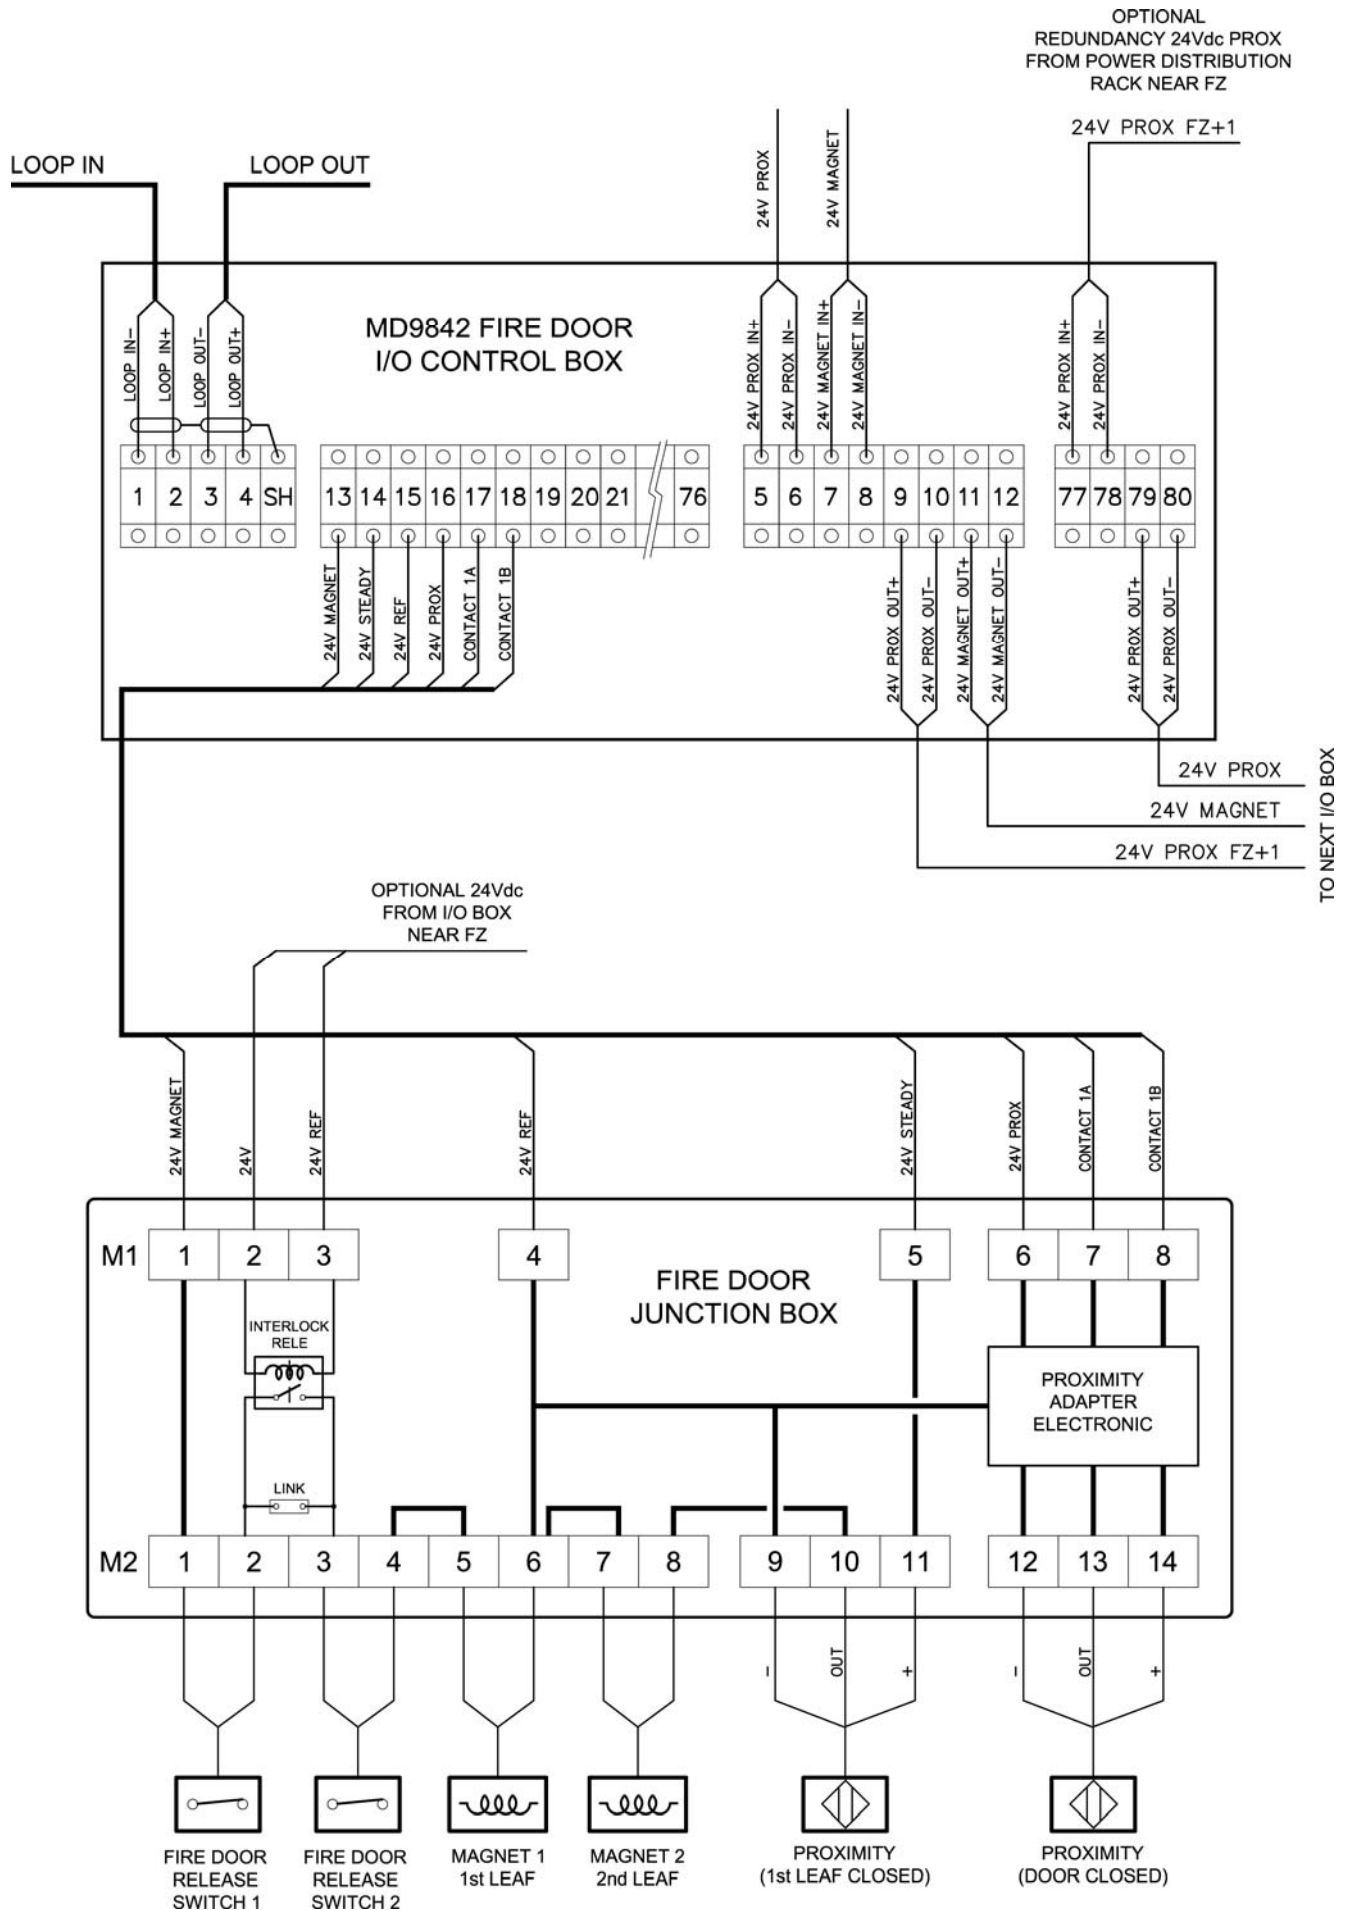 OPTIONAL
REDUNDANCY 24Vdc PROX
FROM POWER DISTRIBUTION
RACK NEAR FZ
24V PROX FZ+1
LOOP IN
LOOP OUT
24V PROX
24V MAGNET
MD9842 FIRE DOOR
I/O CONTROL BOX
LOOP IN-
LOOP IN+
LOOP OUT-
LOOP OUT+
24V PROX IN+
24V PROX IN-
24V MAGNET IN+
24V MAGNET IN-
24V PROX IN+
24V PROX IN-
1 2 3 4 SH
13 14 15 16 17 18 19 20 21 76
5 6 7 8 9 10 11 12
77 78 79 80
24V MAGNET
24V STEADY
24V REF
24V PROX
CONTACT 1A
CONTACT 1B
24V PROX OUT+
24V PROX OUT-
24V MAGNET OUT+
24V MAGNET OUT-
24V PROX OUT+
24V PROX OUT-
24V PROX
24V MAGNET
24V PROX FZ+1
TO NEXT I/O BOX
OPTIONAL 24Vdc
FROM I/O BOX
NEAR FZ
24V MAGNET
24V
24V REF
24V REF
24V STEADY
24V PROX
CONTACT 1A
CONTACT 1B
M1 1 2 3 4 5 6 7 8
FIRE DOOR
JUNCTION BOX
INTERLOCK
RELE
PROXIMITY
ADAPTER
ELECTRONIC
LINK
M2 1 2 3 4 5 6 7 8 9 10 11 12 13 14
-
OUT
+
-
OUT
+
FIRE DOOR
RELEASE
SWITCH 1
FIRE DOOR
RELEASE
SWITCH 2
MAGNET 1
1st LEAF
MAGNET 2
2nd LEAF
PROXIMITY
(1st LEAF CLOSED)
PROXIMITY
(DOOR CLOSED)